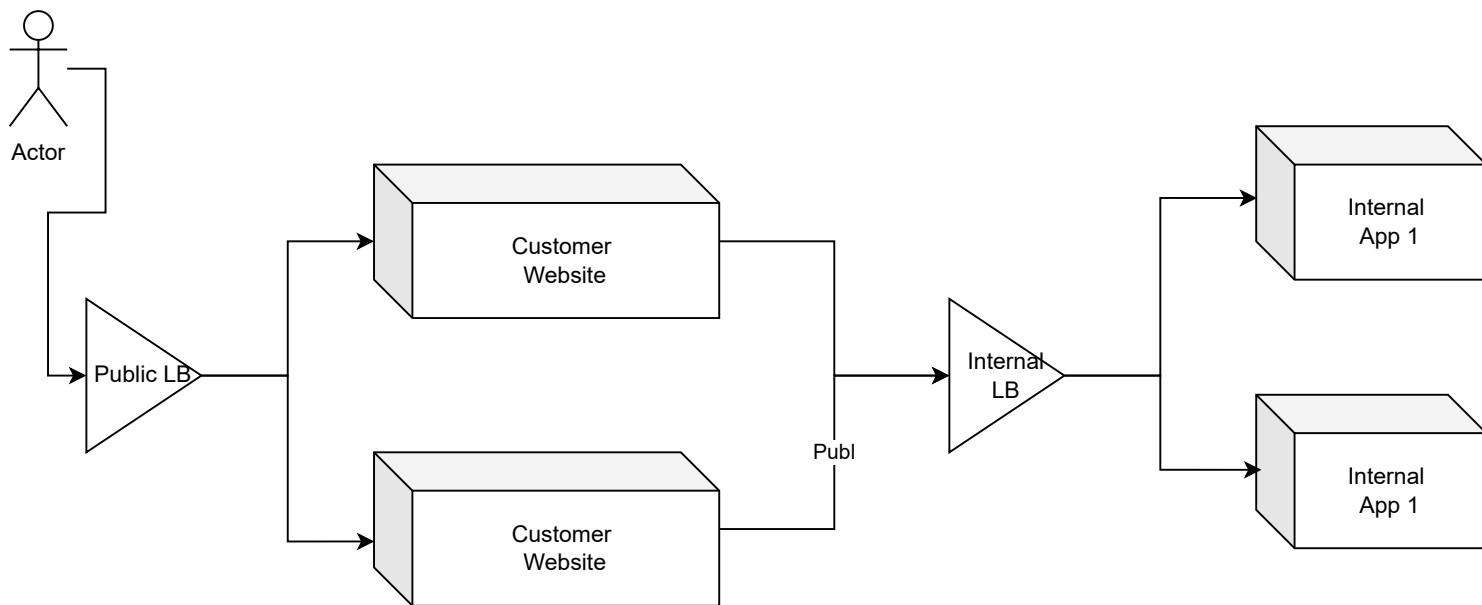 Actor
Customer
Website
Internal
App 1
Public LB
Internal
LB
Publ
Customer
Website
Internal
App 1